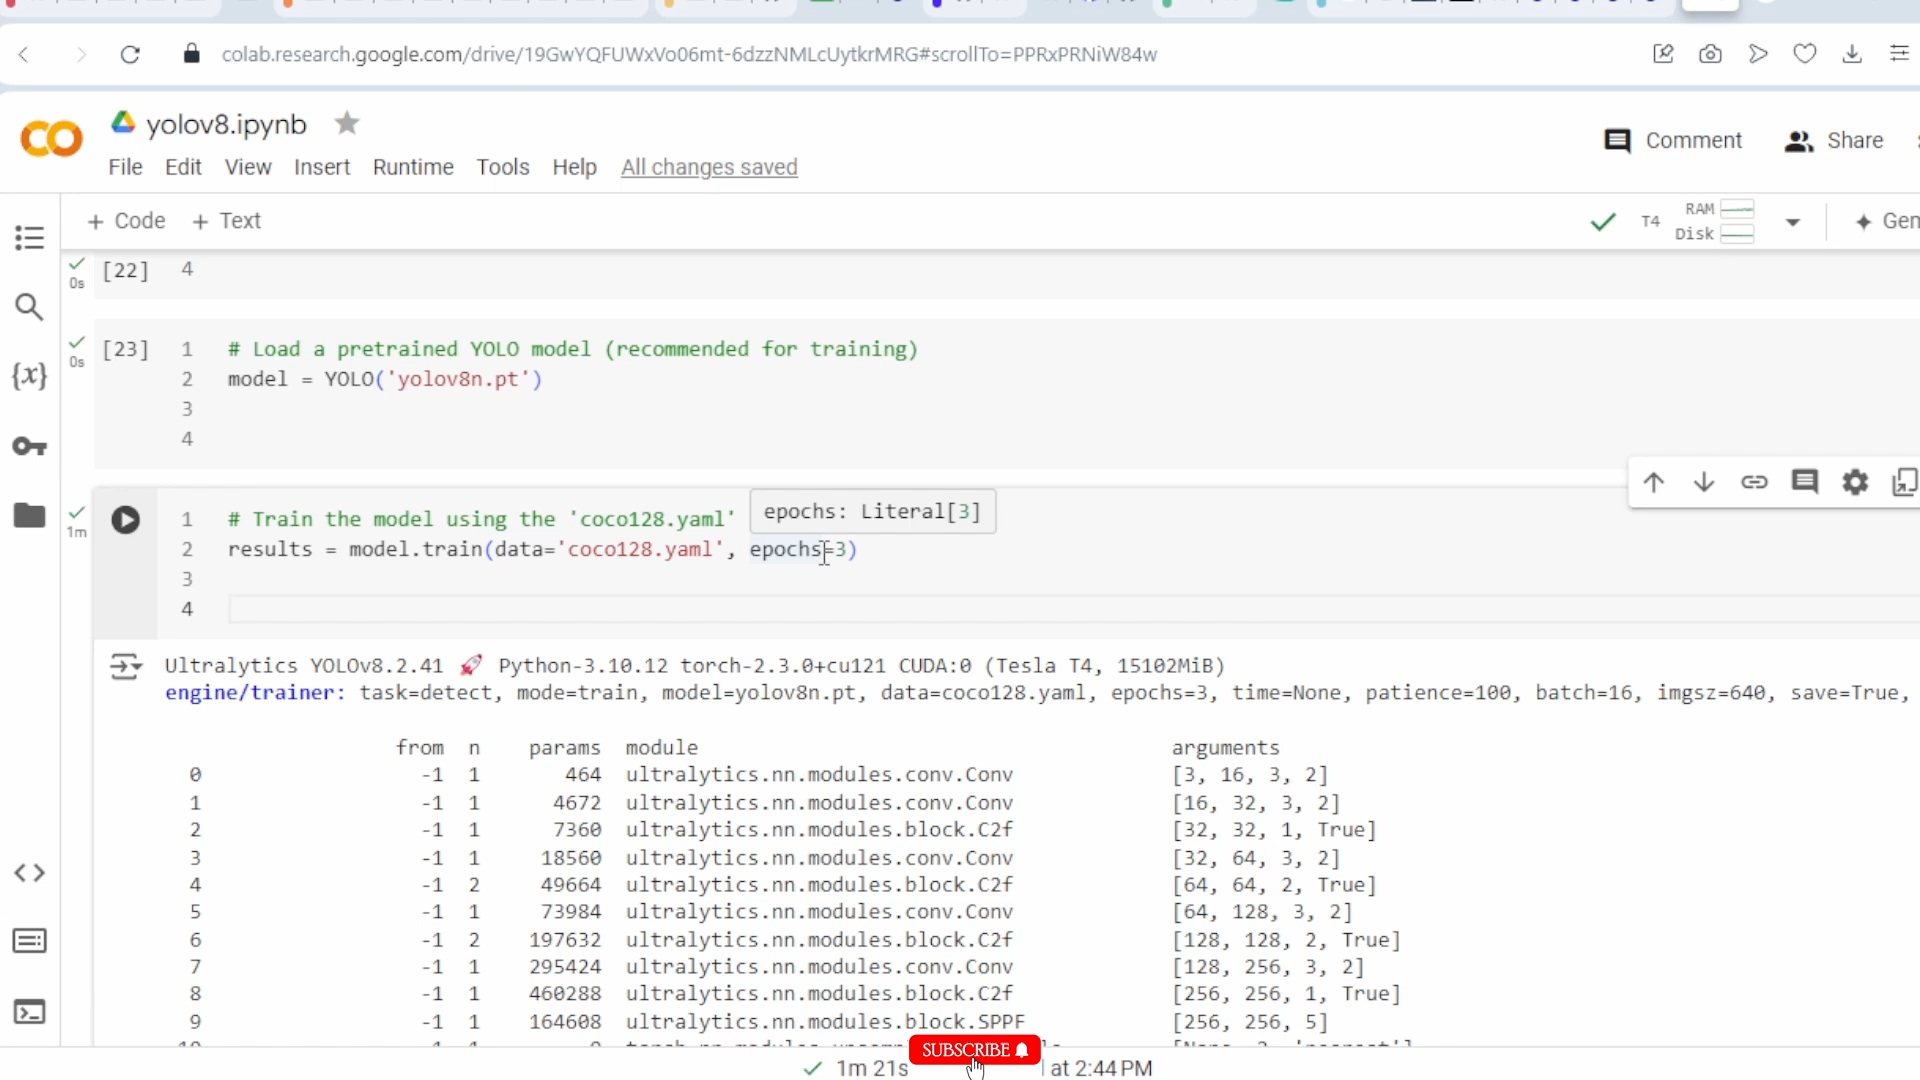 colab.research.google.com/drive/19GwYQFUWxVo06mt-6dzzNMLcUytkrMRG#scrollTo=PPRxPRNiW84w
yolov8.ipynb
Comment Share
File Edit View Insert Runtime Tools Help All changes saved
+ Code + Text
T4 RAM Disk
[22] 4
0s
[23] 1 # Load a pretrained YOLO model (recommended for training)
0s
2 model = YOLO('yolov8n.pt')
3
4
epochs: Literal[3]
1 # Train the model using the 'coco128.yaml'
1m
2 results = model.train(data='coco128.yaml', epochs=3)
3
4
Ultralytics YOLOv8.2.41 🚀 Python-3.10.12 torch-2.3.0+cu121 CUDA:0 (Tesla T4, 15102MiB)
engine/trainer: task=detect, mode=train, model=yolov8n.pt, data=coco128.yaml, epochs=3, time=None, patience=100, batch=16, imgsz=640, save=True,
from n params module arguments
0 -1 1 464 ultralytics.nn.modules.conv.Conv [3, 16, 3, 2]
1 -1 1 4672 ultralytics.nn.modules.conv.Conv [16, 32, 3, 2]
2 -1 1 7360 ultralytics.nn.modules.block.C2f [32, 32, 1, True]
3 -1 1 18560 ultralytics.nn.modules.conv.Conv [32, 64, 3, 2]
4 -1 2 49664 ultralytics.nn.modules.block.C2f [64, 64, 2, True]
5 -1 1 73984 ultralytics.nn.modules.conv.Conv [64, 128, 3, 2]
6 -1 2 197632 ultralytics.nn.modules.block.C2f [128, 128, 2, True]
7 -1 1 295424 ultralytics.nn.modules.conv.Conv [128, 256, 3, 2]
8 -1 1 460288 ultralytics.nn.modules.block.C2f [256, 256, 1, True]
9 -1 1 164608 ultralytics.nn.modules.block.SPPF [256, 256, 5]
SUBSCRIBE
1m 21s at 2:44 PM